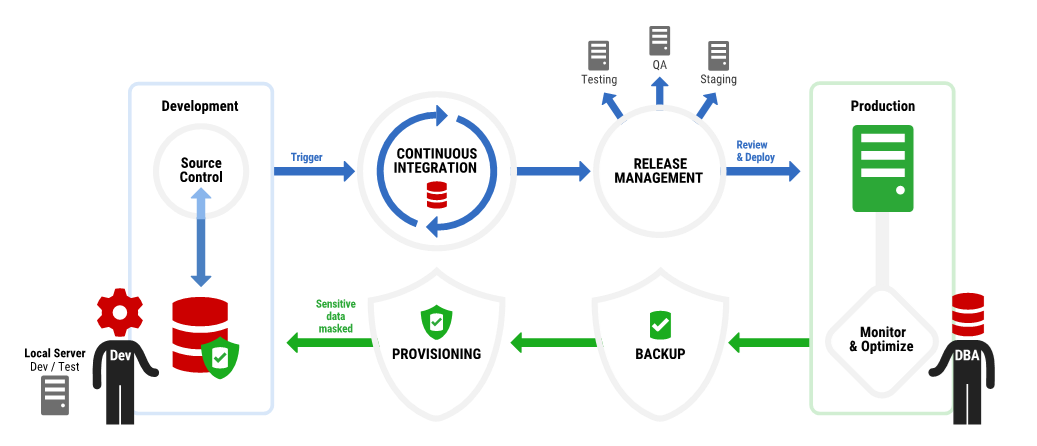 Testing
QA
Staging
Development
Source
Control
Trigger
CONTINUOUS
INTEGRATION
RELEASE
MANAGEMENT
Review
& Deploy
Production
Local Server
Dev / Test
Dev
Sensitive
data
masked
PROVISIONING
BACKUP
Monitor
& Optimize
DBA